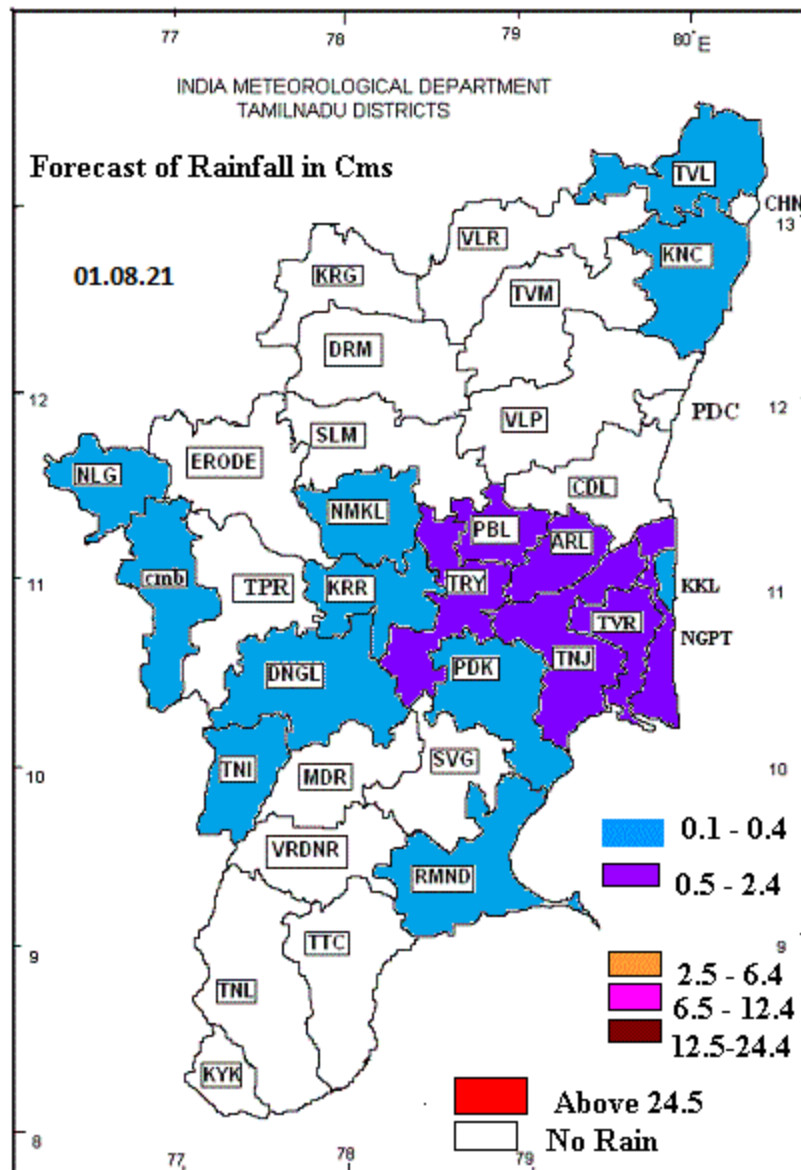 77 78 79 80°E
INDIA METEOROLOGICAL DEPARTMENT
TAMILNADU DISTRICTS
Forecast of Rainfall in Cms
TVL
CHN
13
VLR
KNC
01.08.21
KRG
TVM
DRM
12
12
PDC
VLP
SLM
ERODE
NLG
CDL
NMKL
PBL
ARL
11
cmb
TPR
KRR
TRY
KKL
11
TVR
NGPT
DNGL
PDK
TNJ
10
TNI
MDR
SVG
10
0.1 - 0.4
VRDNR
RMND
0.5 - 2.4
9
TTC
9
2.5 - 6.4
TNL
6.5 - 12.4
12.5-24.4
KYK
Above 24.5
8
No Rain
77 78 79